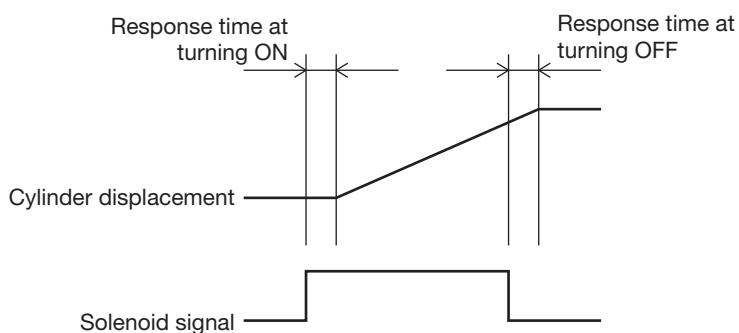 Response time at
turning ON
Response time at
turning OFF
Cylinder displacement
Solenoid signal